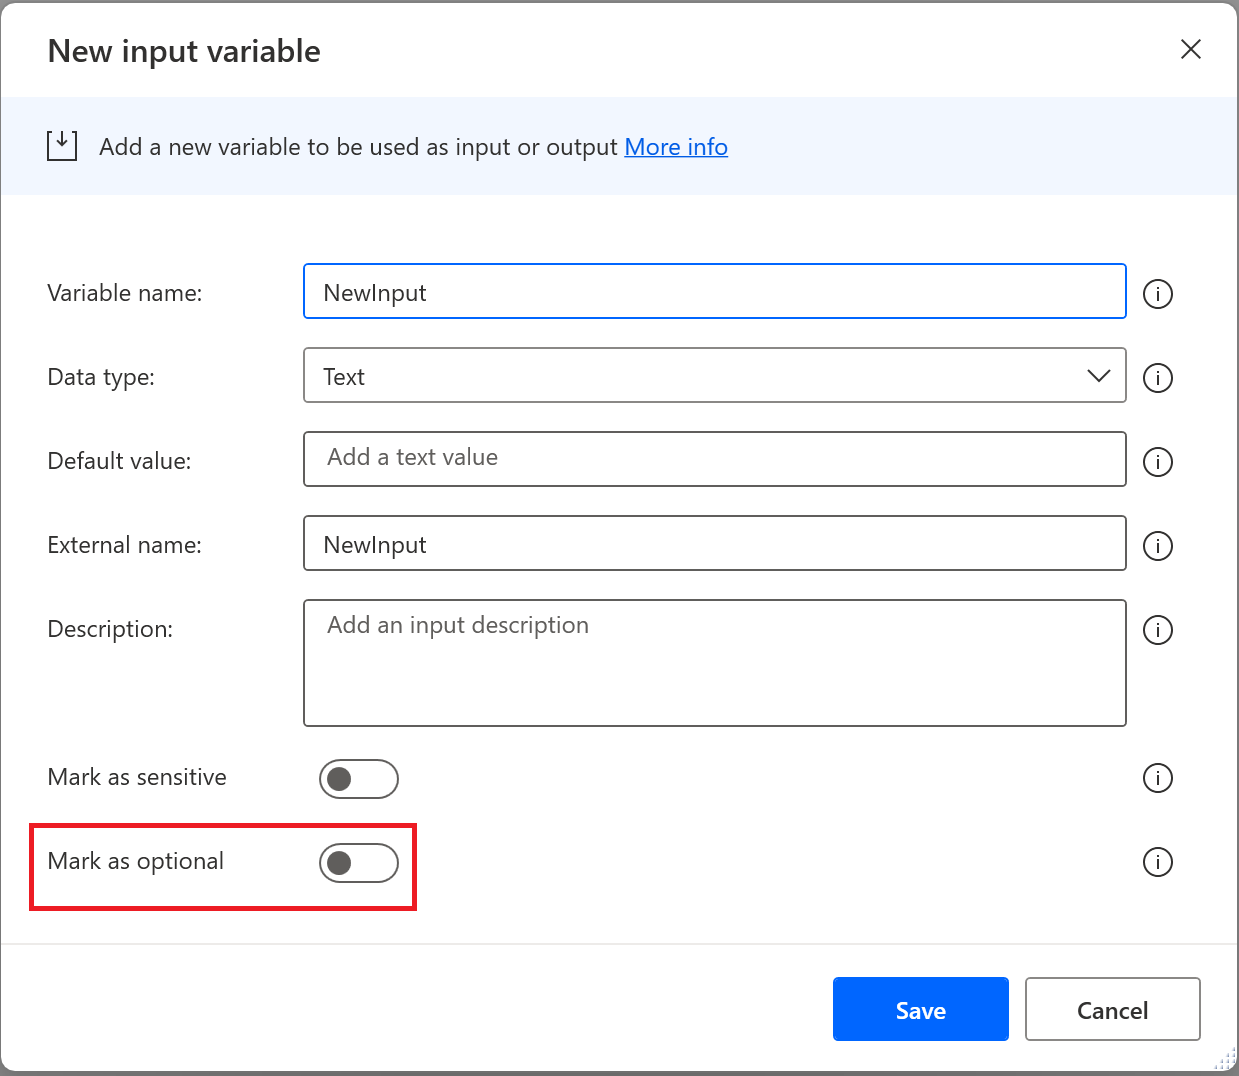 New input variable
Add a new variable to be used as input or output More info
Variable name: NewInput
Data type: Text
Default value: Add a text value
External name: NewInput
Description: Add an input description
Mark as sensitive
Mark as optional
Save Cancel